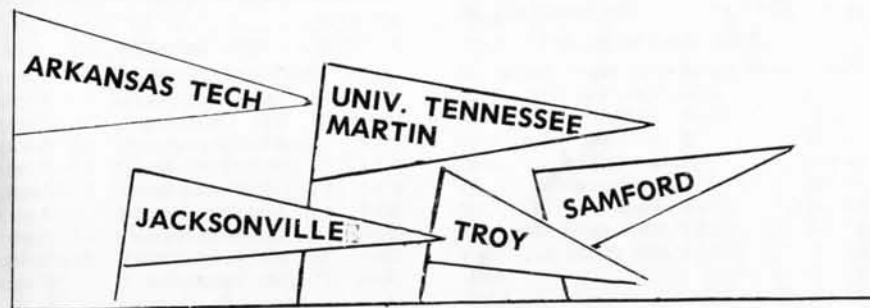 ARKANSAS TECH
UNIV. TENNESSEE
MARTIN
SAMFORD
JACKSONVILLE
TROY